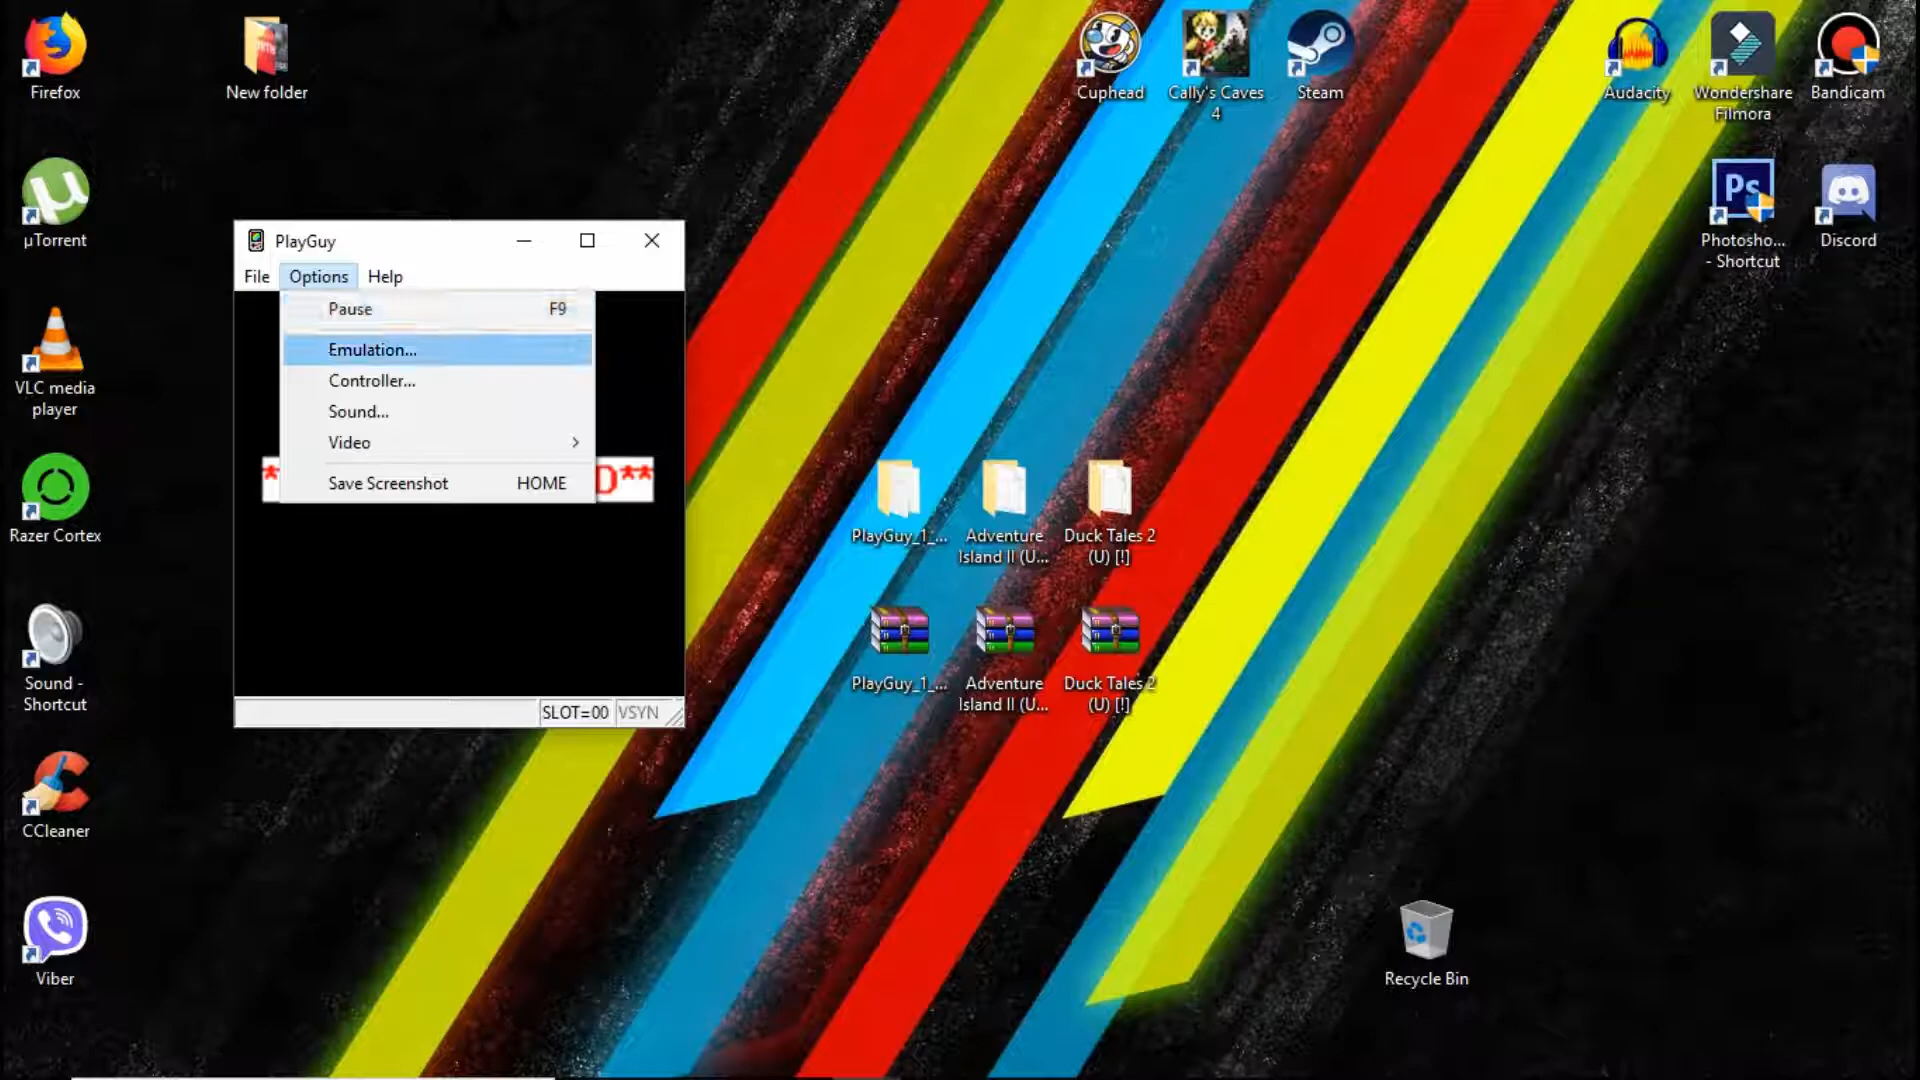 Firefox
New folder
Cuphead
Cally's Caves
4
Steam
Audacity
Wondershare
Filmora
Bandicam
µTorrent
Ps
Photosho...
- Shortcut
Discord
PlayGuy
File Options Help
Pause F9
Emulation...
Controller...
Sound...
Video
Save Screenshot HOME
* D**
SLOT=00 VSYN
VLC media
player
Razer Cortex
PlayGuy_1_...
Adventure
Island II (U...
Duck Tales 2
(U) [!]
PlayGuy_1_...
Adventure
Island II (U...
Duck Tales 2
(U) [!]
Sound -
Shortcut
CCleaner
Viber
Recycle Bin